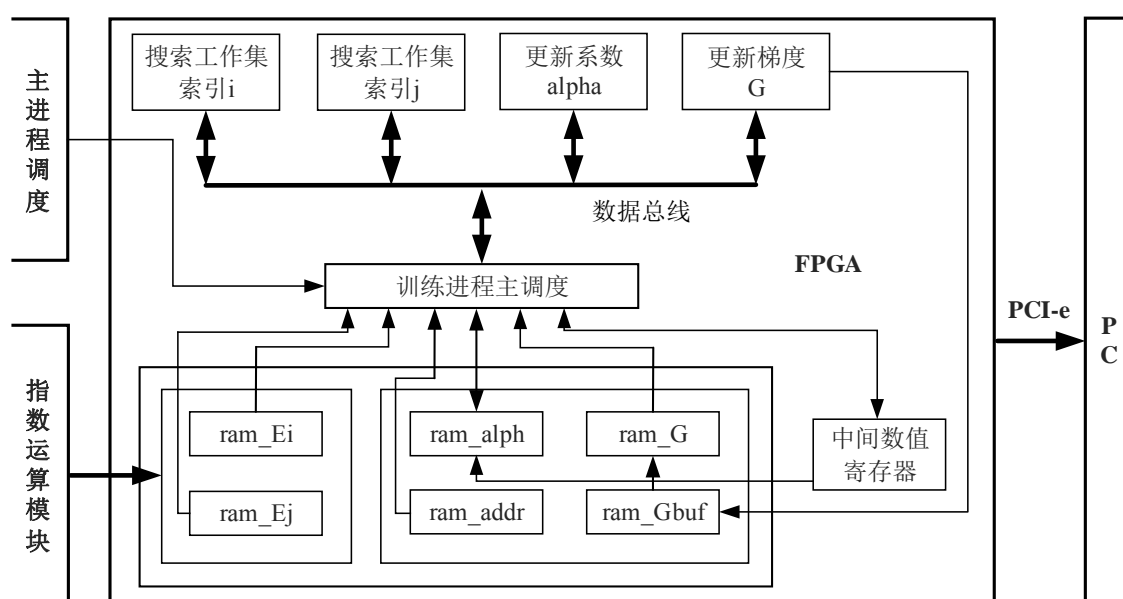 搜索工作集
索引i
搜索工作集
索引j
更新系数
alpha
更新梯度
G
主进程调度
数据总线
FPGA
训练进程主调度
PCI-e
PC
指数运算模块
ram_Ei
ram_alph
ram_G
中间数值
寄存器
ram_Ej
ram_addr
ram_Gbuf